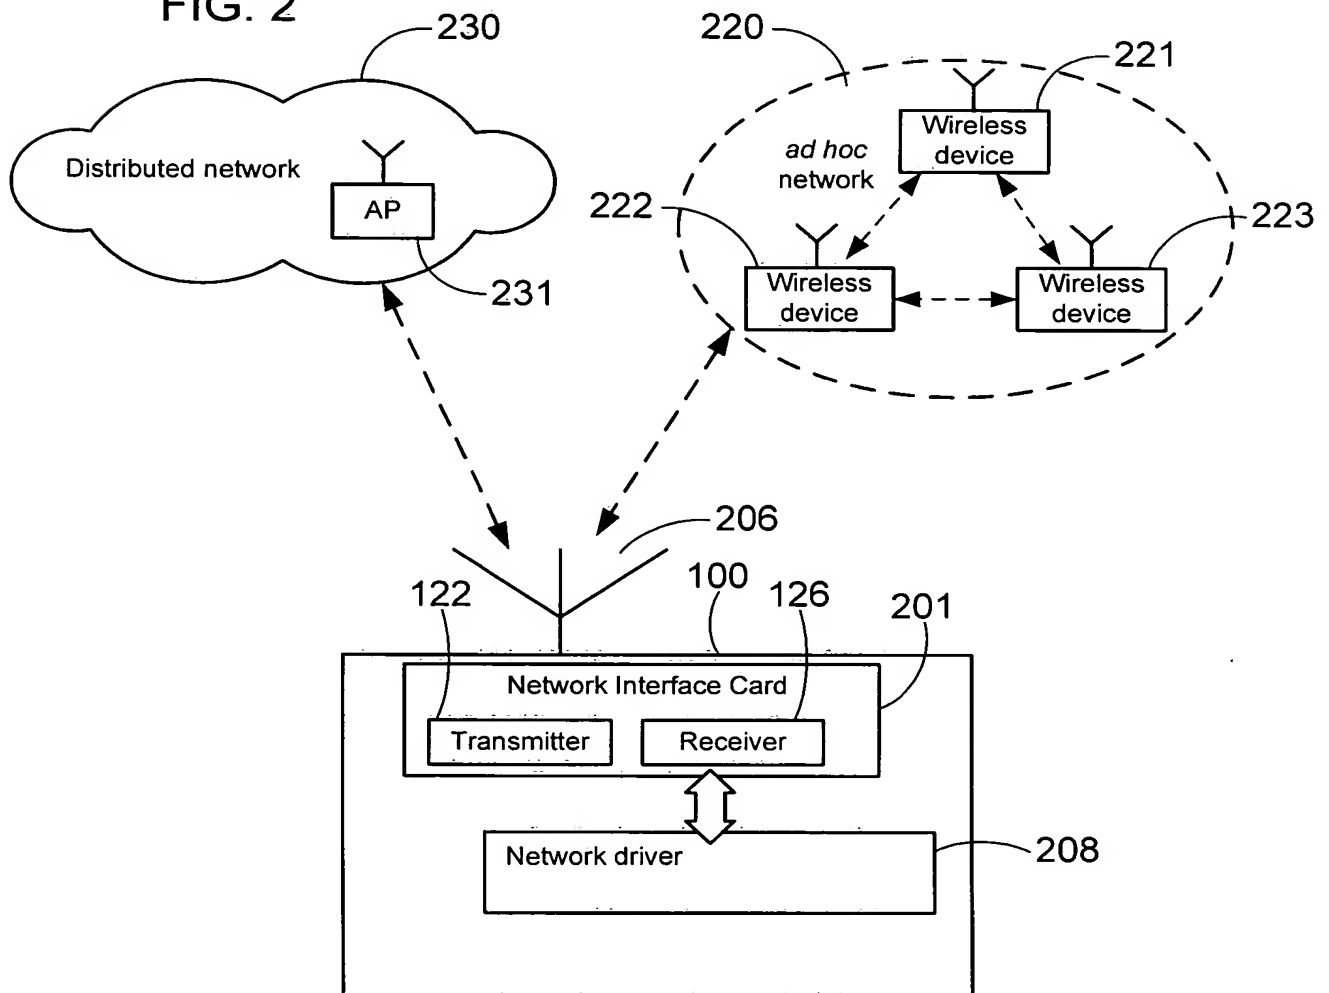 FIG. 2
230
220
221
Distributed network
AP
231
ad hoc
network
Wireless
device
222
223
Wireless
device
Wireless
device
206
122
100
126
201
Network Interface Card
Transmitter
Receiver
Network driver
208